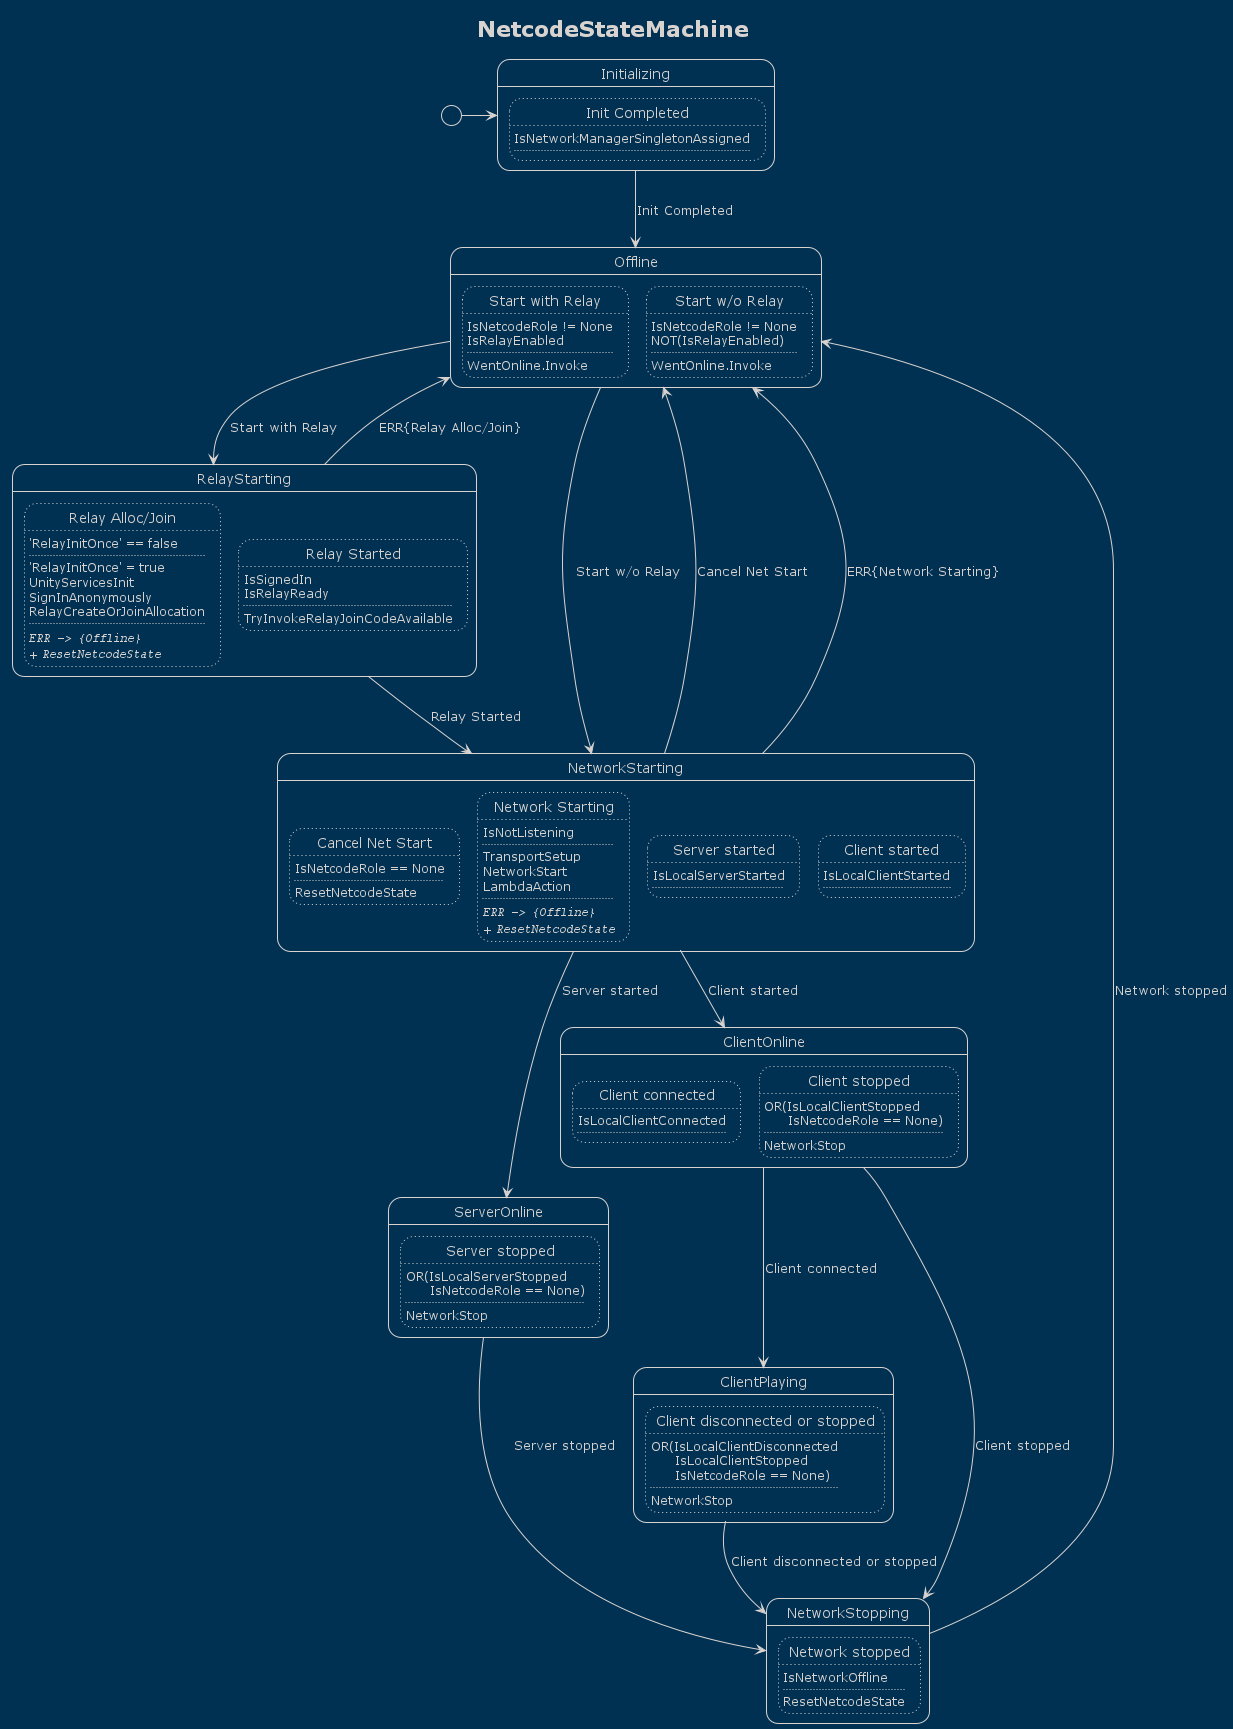 NetcodeStateMachine
Initializing
Init Completed
IsNetworkManagerSingletonAssigned
Init Completed
Offline
Start with Relay
IsNetcodeRole != None
IsRelayEnabled
WentOnline.Invoke
Start w/o Relay
IsNetcodeRole != None
NOT(IsRelayEnabled)
WentOnline.Invoke
Start with Relay
ERR{Relay Alloc/Join}
RelayStarting
Relay Alloc/Join
'RelayInitOnce' == false
'RelayInitOnce' = true
UnityServicesInit
SignInAnonymously
RelayCreateOrJoinAllocation
ERR -> {Offline}
+ ResetNetcodeState
Relay Started
IsSignedIn
IsRelayReady
TryInvokeRelayJoinCodeAvailable
Start w/o Relay
Cancel Net Start
ERR{Network Starting}
Relay Started
NetworkStarting
Cancel Net Start
IsNetcodeRole == None
ResetNetcodeState
Network Starting
IsNotListening
TransportSetup
NetworkStart
LambdaAction
ERR -> {Offline}
+ ResetNetcodeState
Server started
IsLocalServerStarted
Client started
IsLocalClientStarted
Server started
Client started
Network stopped
ClientOnline
Client connected
IsLocalClientConnected
Client stopped
OR(IsLocalClientStopped
IsNetcodeRole == None)
NetworkStop
ServerOnline
Server stopped
OR(IsLocalServerStopped
IsNetcodeRole == None)
NetworkStop
Client connected
ClientPlaying
Client disconnected or stopped
OR(IsLocalClientDisconnected
IsLocalClientStopped
IsNetcodeRole == None)
NetworkStop
Server stopped
Client stopped
Client disconnected or stopped
NetworkStopping
Network stopped
IsNetworkOffline
ResetNetcodeState